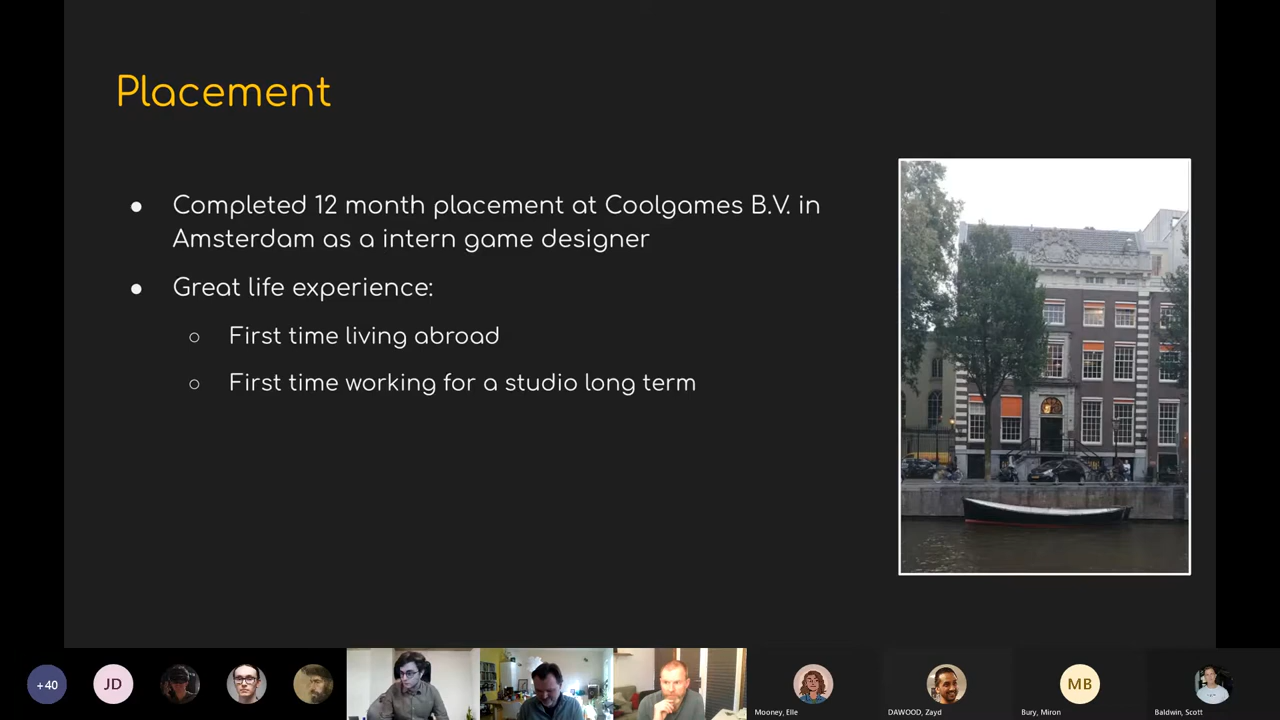 Placement
● Completed 12 month placement at Coolgames B.V. in
Amsterdam as a intern game designer
● Great life experience:
○ First time living abroad
○ First time working for a studio long term
+40
JD
MB
Mooney, Elle
DAWOOD, Zayd
Bury, Miron
Baldwin, Scott